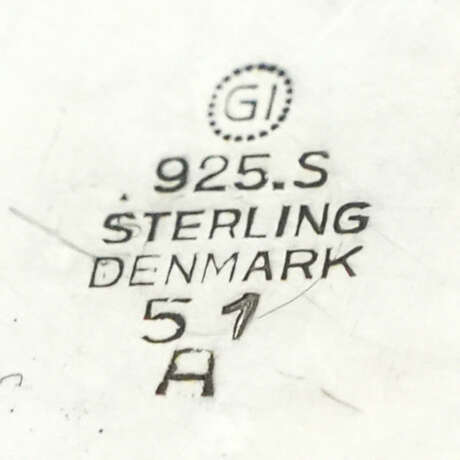 GI
925.S
STERLING
DENMARK
51
A